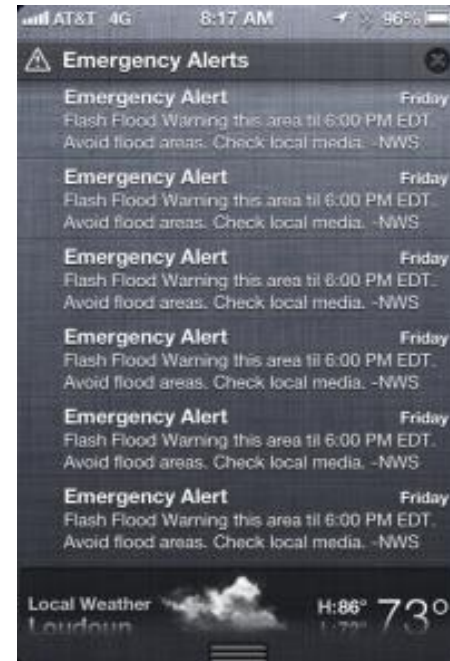 AT&T 4G 8:17 AM 96%
Emergency Alerts
Emergency Alert Friday
Flash Flood Warning this area til 6:00 PM EDT.
Avoid flood areas. Check local media. -NWS
Emergency Alert Friday
Flash Flood Warning this area til 6:00 PM EDT.
Avoid flood areas. Check local media. -NWS
Emergency Alert Friday
Flash Flood Warning this area til 6:00 PM EDT.
Avoid flood areas. Check local media. -NWS
Emergency Alert Friday
Flash Flood Warning this area til 6:00 PM EDT.
Avoid flood areas. Check local media. -NWS
Emergency Alert Friday
Flash Flood Warning this area til 6:00 PM EDT.
Avoid flood areas. Check local media. -NWS
Emergency Alert Friday
Flash Flood Warning this area til 6:00 PM EDT.
Avoid flood areas. Check local media. -NWS
Local Weather H:86° 73°
Loudoun